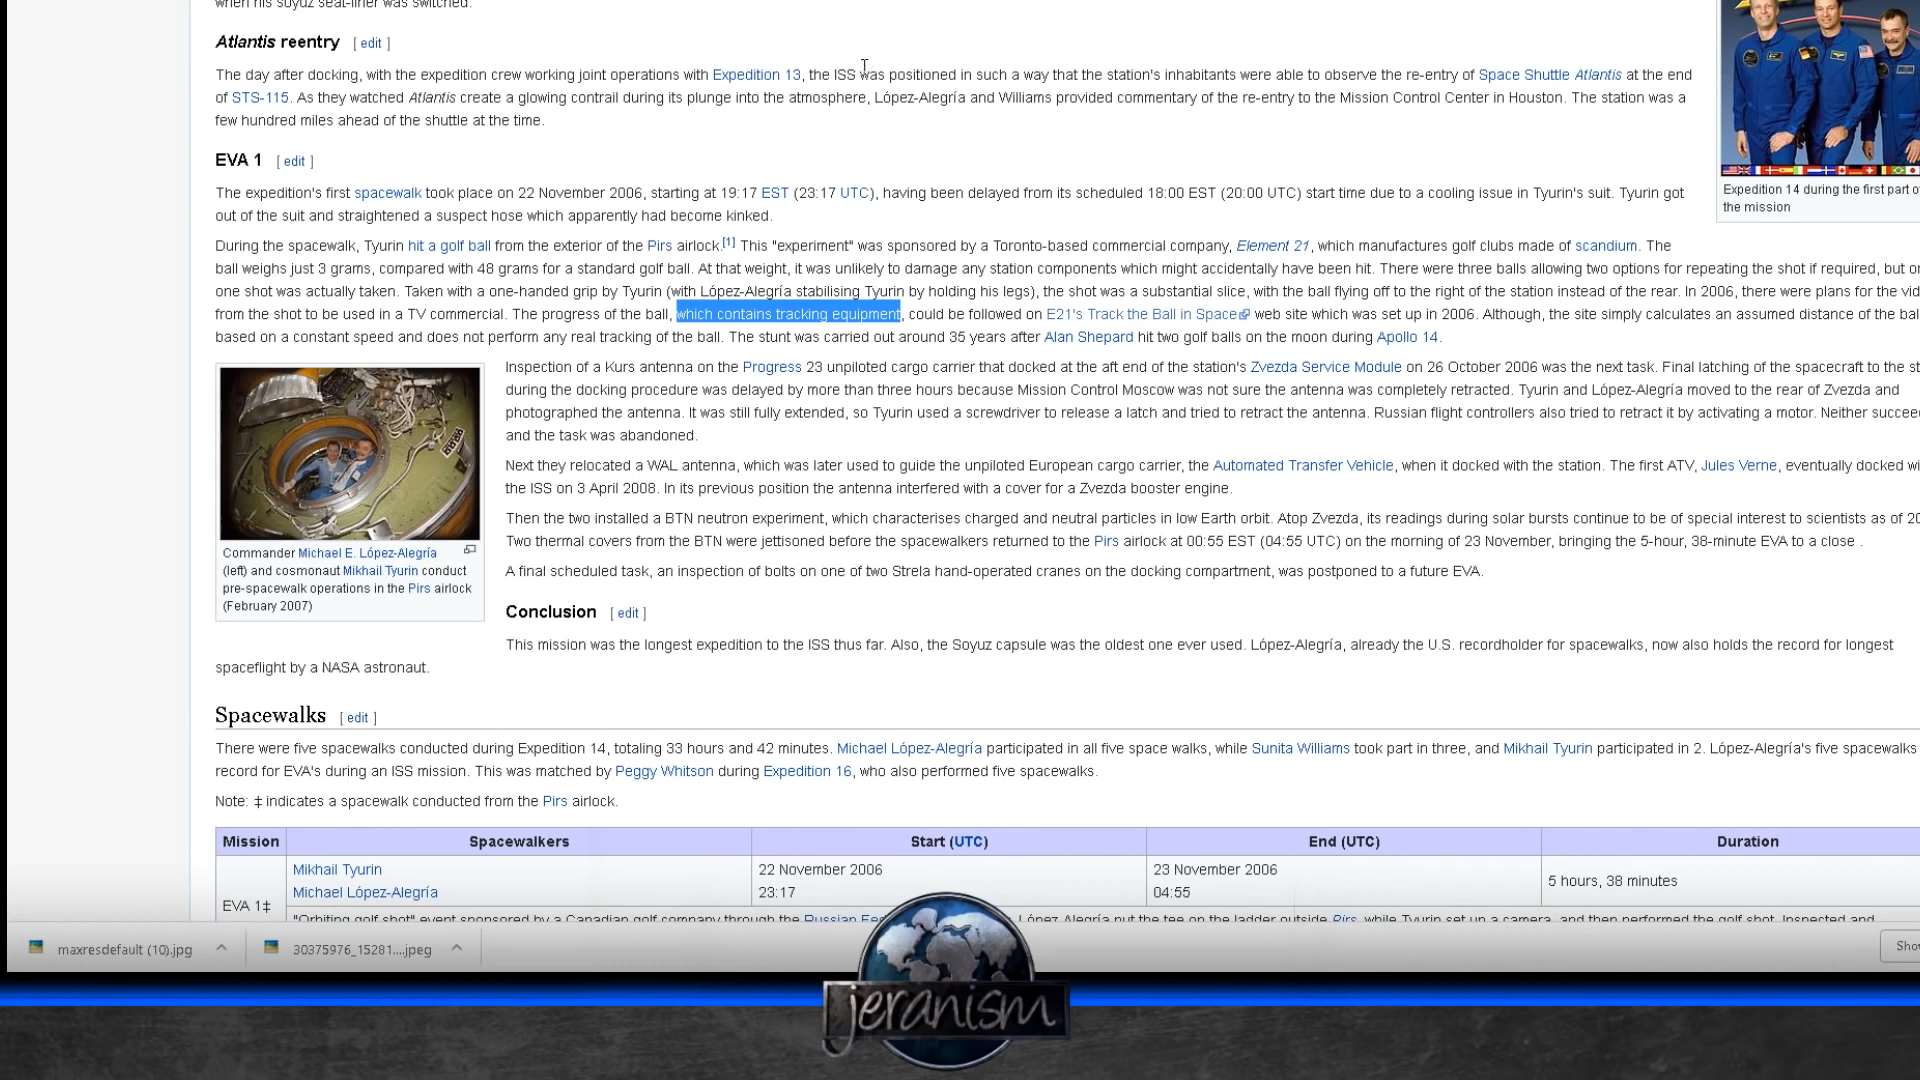 when his soyuz seat-liner was switched.
Atlantis reentry [ edit ]
The day after docking, with the expedition crew working joint operations with Expedition 13, the ISS was positioned in such a way that the station's inhabitants were able to observe the re-entry of Space Shuttle Atlantis at the end
of STS-115. As they watched Atlantis create a glowing contrail during its plunge into the atmosphere, López-Alegría and Williams provided commentary of the re-entry to the Mission Control Center in Houston. The station was a
few hundred miles ahead of the shuttle at the time.
Expedition 14 during the first part
the mission
EVA 1 [ edit ]
The expedition's first spacewalk took place on 22 November 2006, starting at 19:17 EST (23:17 UTC), having been delayed from its scheduled 18:00 EST (20:00 UTC) start time due to a cooling issue in Tyurin's suit. Tyurin got
out of the suit and straightened a suspect hose which apparently had become kinked.
During the spacewalk, Tyurin hit a golf ball from the exterior of the Pirs airlock.[1] This "experiment" was sponsored by a Toronto-based commercial company, Element 21, which manufactures golf clubs made of scandium. The
ball weighs just 3 grams, compared with 48 grams for a standard golf ball. At that weight, it was unlikely to damage any station components which might accidentally have been hit. There were three balls allowing two options for repeating the shot if required, but
one shot was actually taken. Taken with a one-handed grip by Tyurin (with López-Alegría stabilising Tyurin by holding his legs), the shot was a substantial slice, with the ball flying off to the right of the station instead of the rear. In 2006, there were plans for the
from the shot to be used in a TV commercial. The progress of the ball, which contains tracking equipment, could be followed on E21's Track the Ball in Space web site which was set up in 2006. Although, the site simply calculates an assumed distance of the
based on a constant speed and does not perform any real tracking of the ball. The stunt was carried out around 35 years after Alan Shepard hit two golf balls on the moon during Apollo 14.
Inspection of a Kurs antenna on the Progress 23 unpiloted cargo carrier that docked at the aft end of the station's Zvezda Service Module on 26 October 2006 was the next task. Final latching of the spacecraft to the
during the docking procedure was delayed by more than three hours because Mission Control Moscow was not sure the antenna was completely retracted. Tyurin and López-Alegría moved to the rear of Zvezda and
photographed the antenna. It was still fully extended, so Tyurin used a screwdriver to release a latch and tried to retract the antenna. Russian flight controllers also tried to retract it by activating a motor. Neither
and the task was abandoned.
Next they relocated a WAL antenna, which was later used to guide the unpiloted European cargo carrier, the Automated Transfer Vehicle, when it docked with the station. The first ATV, Jules Verne, eventually docked
the ISS on 3 April 2008. In its previous position the antenna interfered with a cover for a Zvezda booster engine.
Then the two installed a BTN neutron experiment, which characterises charged and neutral particles in low Earth orbit. Atop Zvezda, its readings during solar bursts continue to be of special interest to scientists as of
Two thermal covers from the BTN were jettisoned before the spacewalkers returned to the Pirs airlock at 00:55 EST (04:55 UTC) on the morning of 23 November, bringing the 5-hour, 38-minute EVA to a close .
A final scheduled task, an inspection of bolts on one of two Strela hand-operated cranes on the docking compartment, was postponed to a future EVA.
Commander Michael E. López-Alegría
(left) and cosmonaut Mikhail Tyurin conduct
pre-spacewalk operations in the Pirs airlock
(February 2007)
Conclusion [ edit ]
This mission was the longest expedition to the ISS thus far. Also, the Soyuz capsule was the oldest one ever used. López-Alegría, already the U.S. recordholder for spacewalks, now also holds the record for longest
spaceflight by a NASA astronaut.
Spacewalks [ edit ]
There were five spacewalks conducted during Expedition 14, totaling 33 hours and 42 minutes. Michael López-Alegría participated in all five space walks, while Sunita Williams took part in three, and Mikhail Tyurin participated in 2. López-Alegría's five spacewalks
record for EVA's during an ISS mission. This was matched by Peggy Whitson during Expedition 16, who also performed five spacewalks.
Note: ‡ indicates a spacewalk conducted from the Pirs airlock.
Mission Spacewalkers Start (UTC) End (UTC) Duration
EVA 1‡
Mikhail Tyurin
Michael López-Alegría
22 November 2006
23:17
23 November 2006
04:55
5 hours, 38 minutes
"Orbiting golf shot" event sponsored by a Canadian golf company through the Russian López-Alegría put the tee on the ladder outside Pirs, while Tyurin set up a camera, and then performed the golf shot. Inspected and
maxresdefault (10).jpg
30375976_15281....jpeg
jeranism